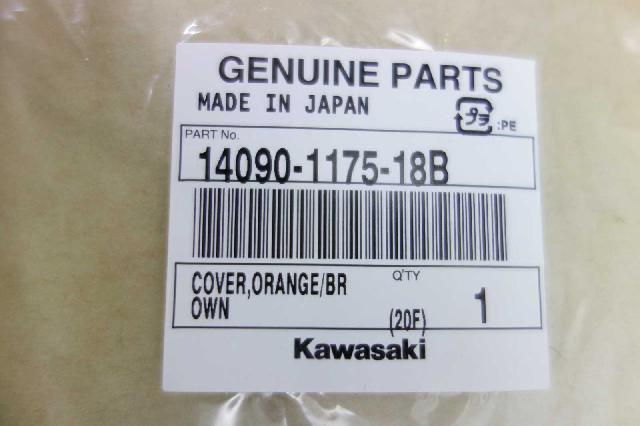 GENUINE PARTS
MADE IN JAPAN
プラ :PE
PART No.
14090-1175-18B
COVER,ORANGE/BR
OWN
Q'TY
(20F)
1
Kawasaki